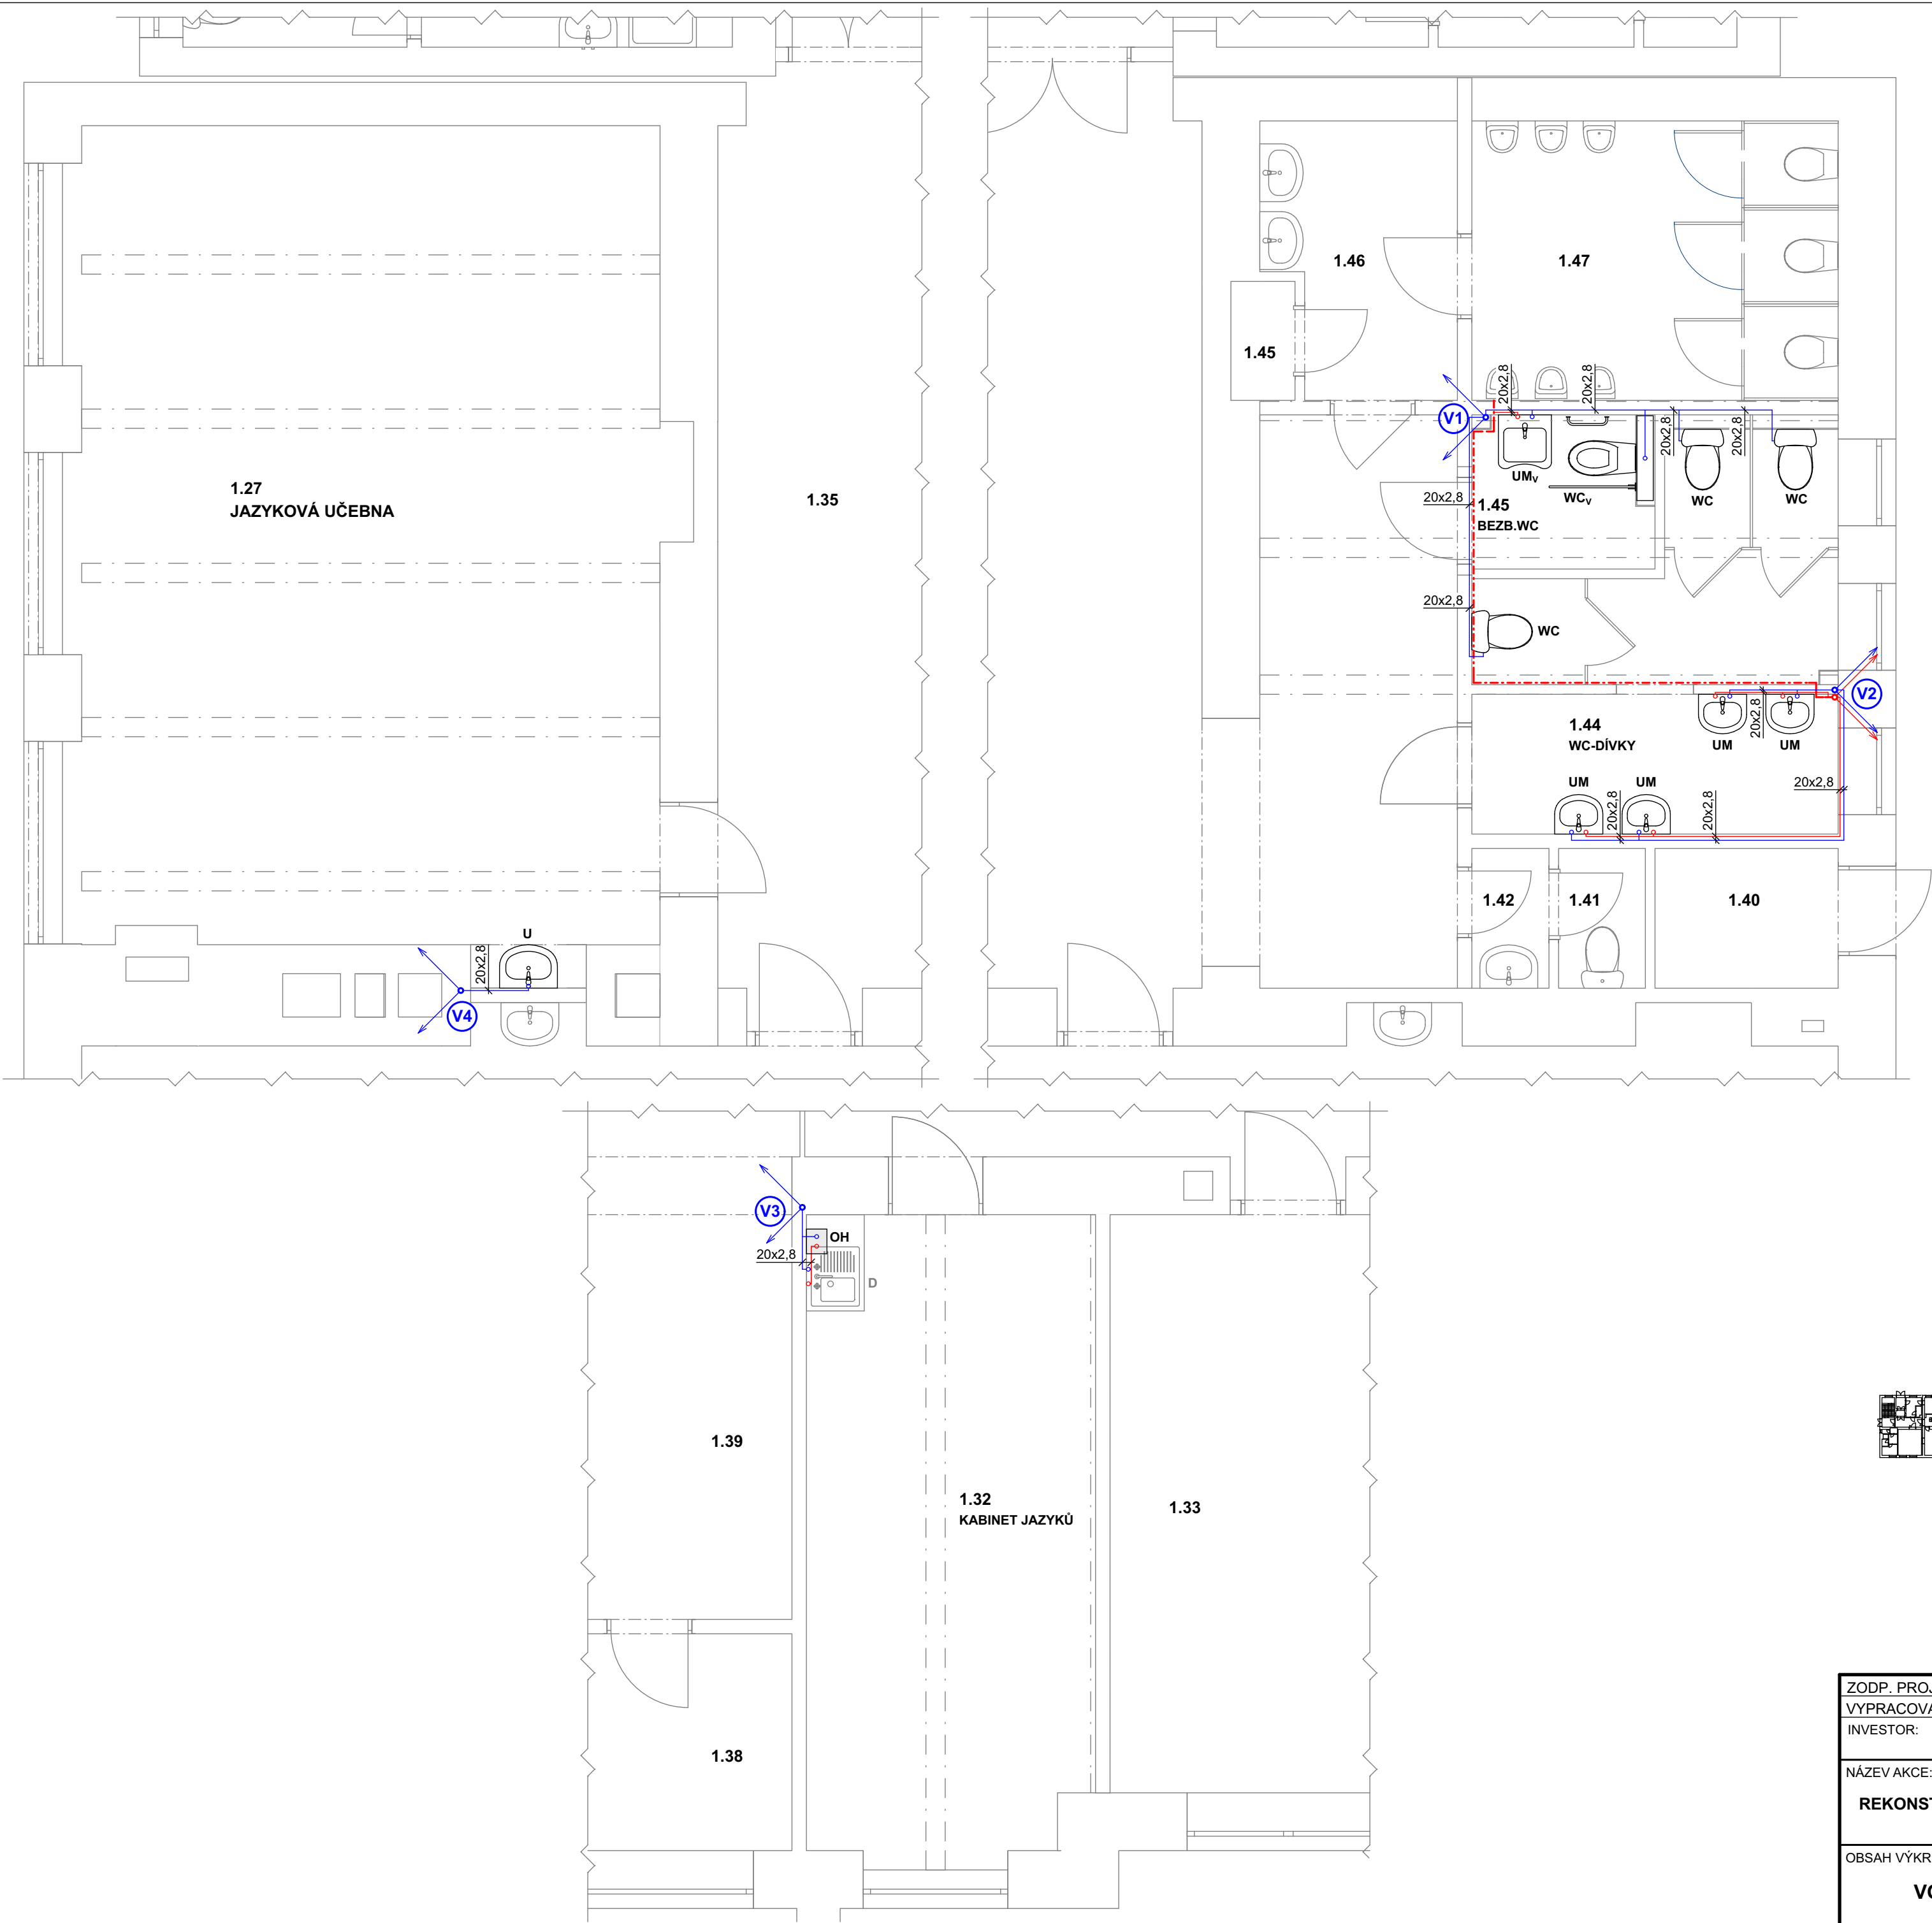 1.46
1.47
1.45
20x2,8
20x2,8
V1
20x2,8
20x2,8
UMV
WCV
WC
WC
20x2,8
1.45
BEZB.WC
1.27
JAZYKOVÁ UČEBNA
1.35
20x2,8
WC
V2
20x2,8
1.44
WC-DÍVKY
UM
UM
UM
UM
20x2,8
20x2,8
20x2,8
1.42
1.41
1.40
U
20x2,8
V4
V3
OH
20x2,8
D
1.39
1.32
KABINET JAZYKŮ
1.33
1.38
ZODP. PROJ
VYPRACOVA
INVESTOR:
NÁZEV AKCE:
REKONST
OBSAH VÝKR
VO